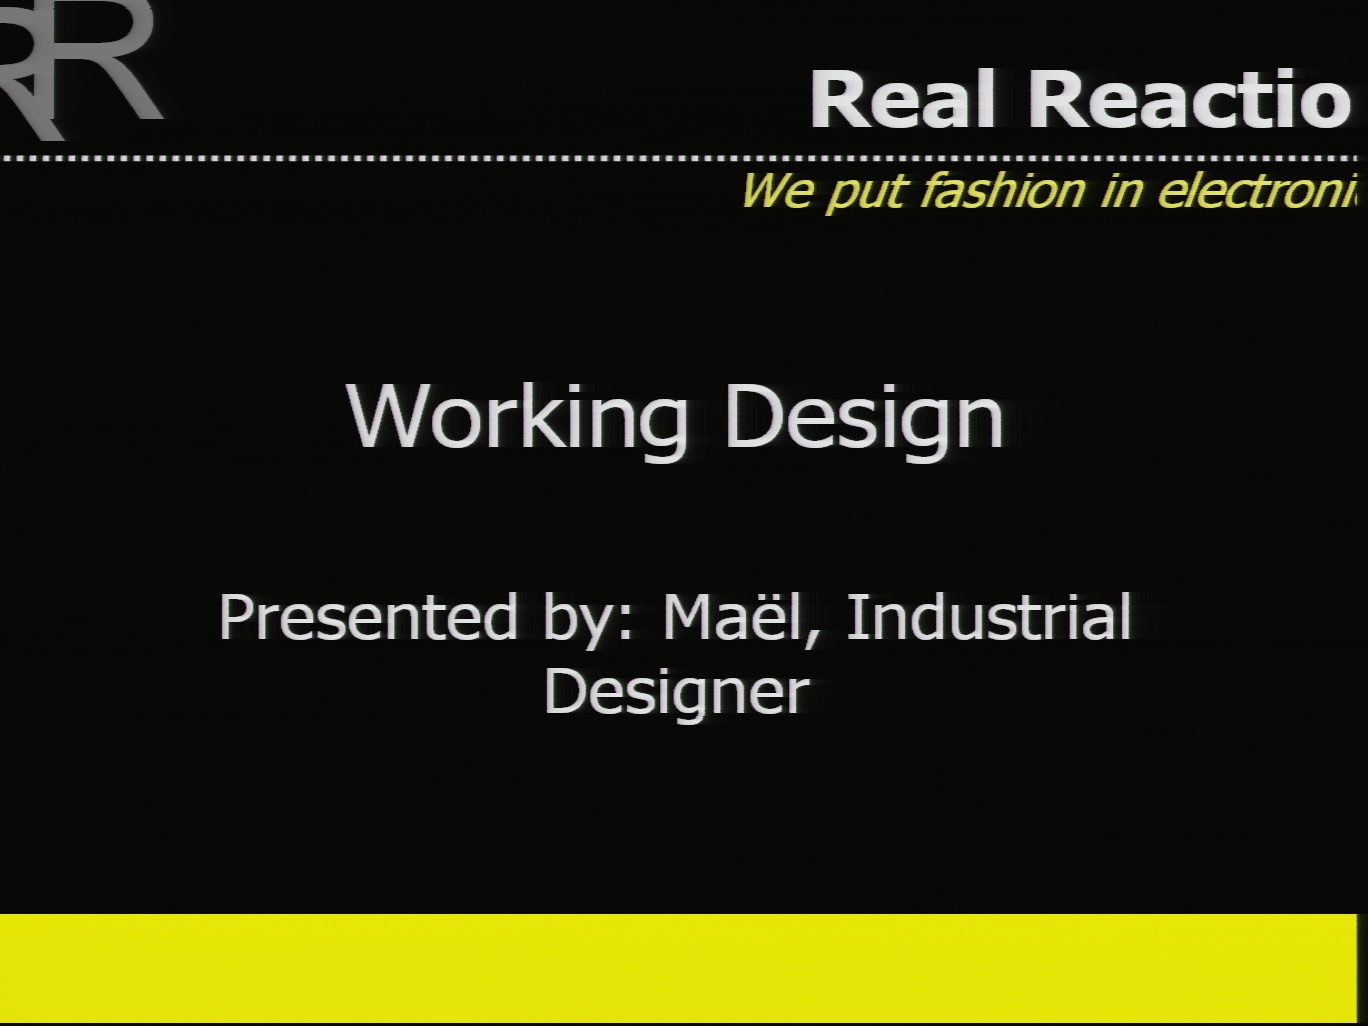 RR
Real Reactio
We put fashion in electroni
Working Design
Presented by: Maël, Industrial
Designer